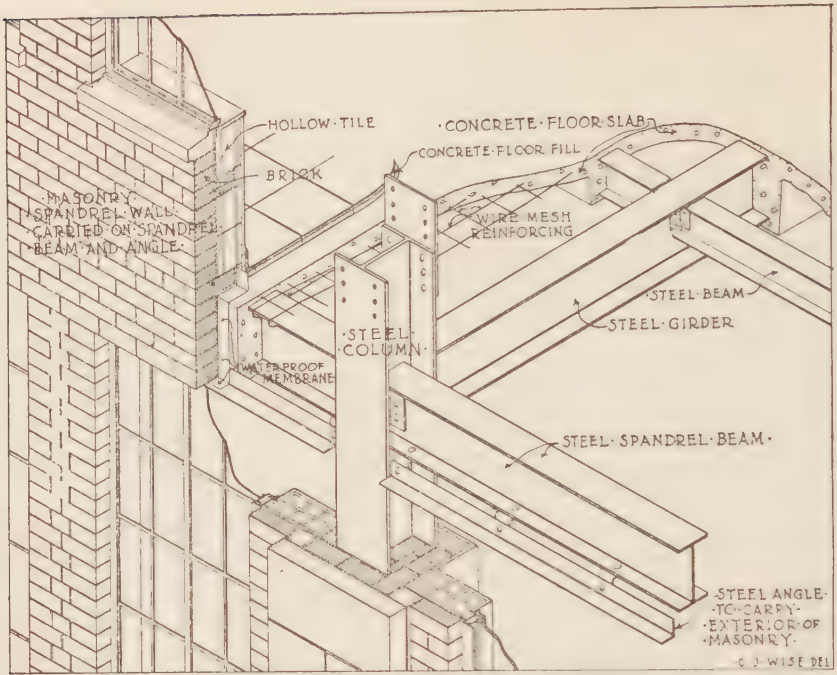 HOLLOW·TILE
·CONCRETE·FLOOR·SLAB
CONCRETE·FLOOR FILL
BRICK
·MASONRY·
·SPANDREL WALL·
·CARRIED·ON·SPANDREL
·BEAM·AND·ANGLE·
WIRE MESH
REINFORCING
STEEL·BEAM
STEEL·GIRDER
·STEEL·
·COLUMN·
WATERPROOF
·MEMBRANE
STEEL·SPANDREL·BEAM·
·STEEL ANGLE·
·TO·CARRY·
·EXTERIOR·OF
·MASONRY·
C J WISE DEL